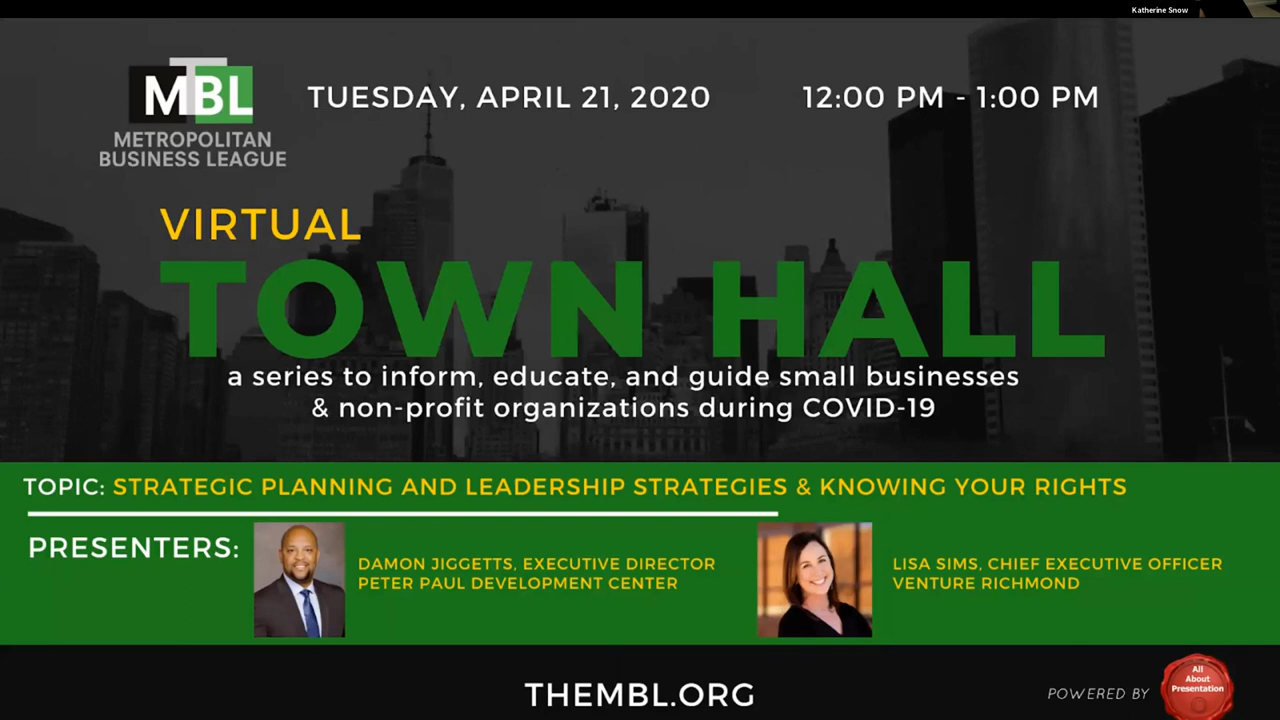 Katherine Snow
MTBL
METROPOLITAN
BUSINESS LEAGUE
TUESDAY, APRIL 21, 2020
12:00 PM - 1:00 PM
VIRTUAL
TOWN HALL
a series to inform, educate, and guide small businesses
& non-profit organizations during COVID-19
TOPIC: STRATEGIC PLANNING AND LEADERSHIP STRATEGIES & KNOWING YOUR RIGHTS
PRESENTERS:
DAMON JIGGETTS, EXECUTIVE DIRECTOR
PETER PAUL DEVELOPMENT CENTER
LISA SIMS, CHIEF EXECUTIVE OFFICER
VENTURE RICHMOND
THEMBL.ORG
POWERED BY
All
About
Presentation